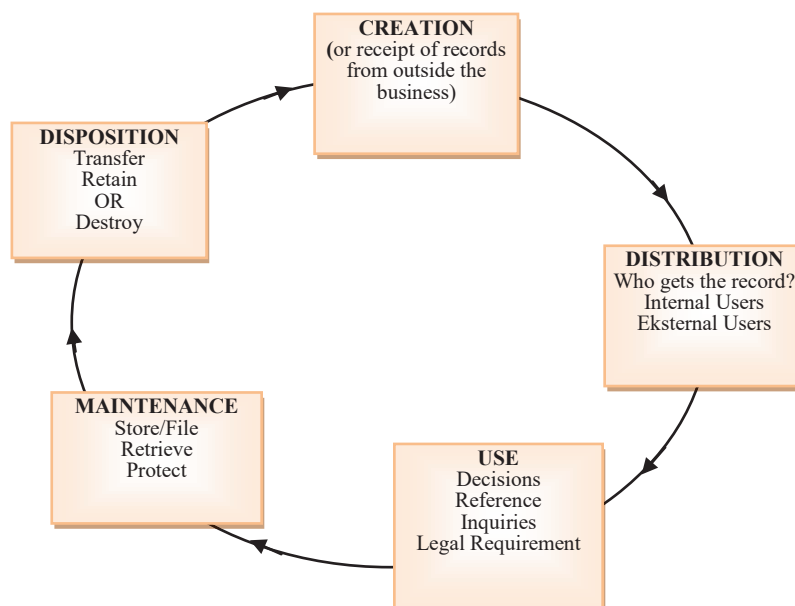 CREATION
(or receipt of records
from outside the
business)
DISTRIBUTION
Who gets the record?
Internal Users
Eksternal Users
USE
Decisions
Reference
Inquiries
Legal Requirement
MAINTENANCE
Store/File
Retrieve
Protect
DISPOSITION
Transfer
Retain
OR
Destroy